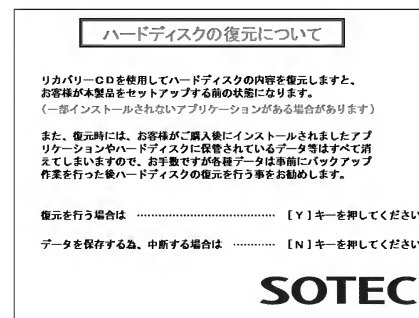 ハードディスクの復元について
リカバリーCDを使用してハードディスクの内容を復元しますと、
お客様が本製品をセットアップする前の状態になります。
（一部インストールされないアプリケーションがある場合があります）
また、復元時には、お客様がご購入後にインストールされましたアプ
リケーションやハードディスクに保管されているデータ等はすべて消
えてしまいますので、お手数ですが各種データは事前にバックアップ
作業を行った後ハードディスクの復元を行う事をお勧めします。
復元を行う場合は ……………………………… ［Y］キーを押してください
データを保存する為、中断する場合は ………… ［N］キーを押してください
SOTEC